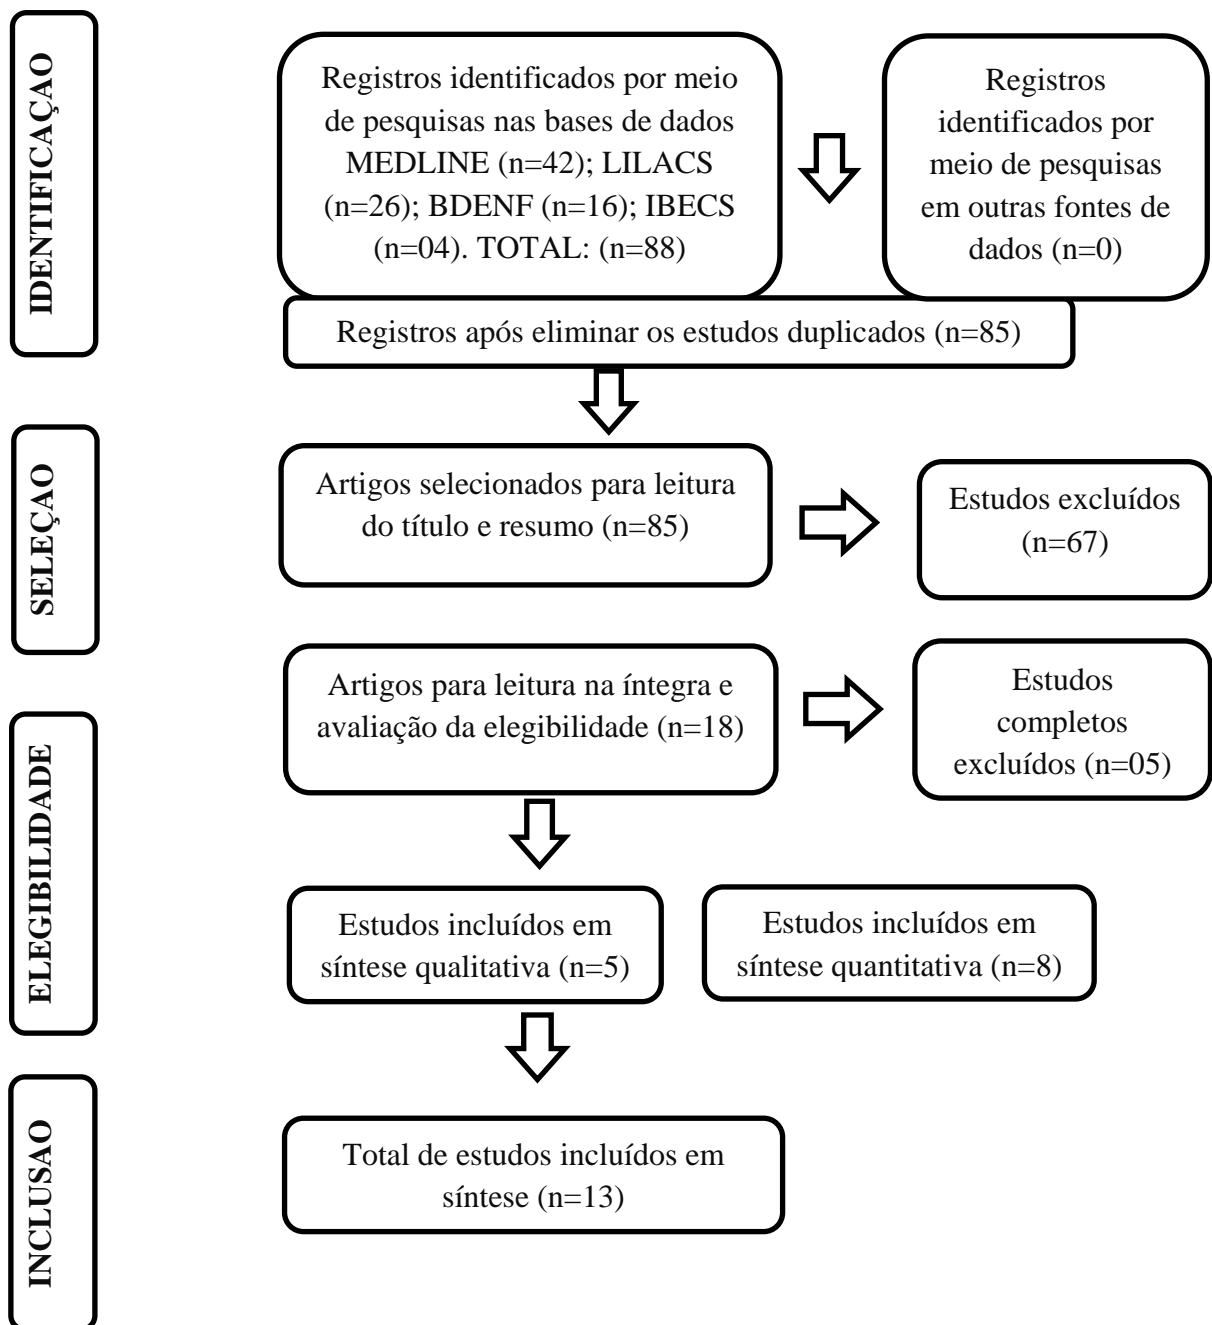 IDENTIFICAÇAO
Registros identificados por meio
de pesquisas nas bases de dados
MEDLINE (n=42); LILACS
(n=26); BDENF (n=16); IBECS
(n=04). TOTAL: (n=88)
Registros
identificados por
meio de pesquisas
em outras fontes de
dados (n=0)
Registros após eliminar os estudos duplicados (n=85)
SELEÇAO
Artigos selecionados para leitura
do título e resumo (n=85)
Estudos excluídos
(n=67)
ELEGIBILIDADE
Artigos para leitura na íntegra e
avaliação da elegibilidade (n=18)
Estudos
completos
excluídos (n=05)
Estudos incluídos em
síntese qualitativa (n=5)
Estudos incluídos em
síntese quantitativa (n=8)
INCLUSAO
Total de estudos incluídos em
síntese (n=13)